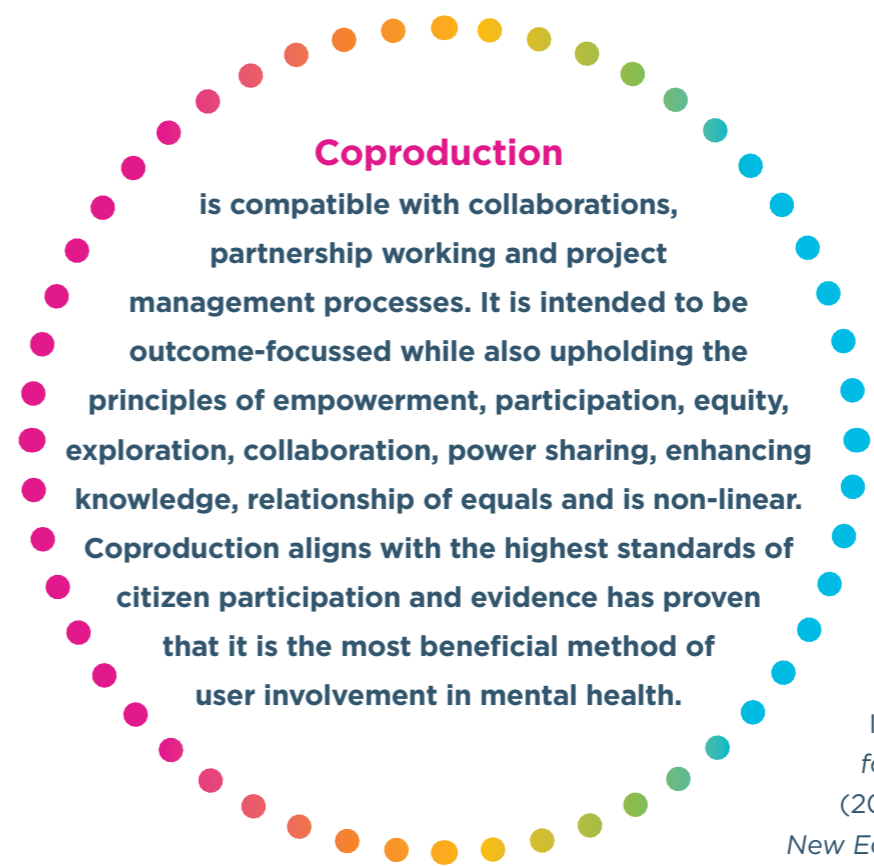 Coproduction
is compatible with collaborations,
partnership working and project
management processes. It is intended to be
outcome-focussed while also upholding the
principles of empowerment, participation, equity,
exploration, collaboration, power sharing, enhancing
knowledge, relationship of equals and is non-linear.
Coproduction aligns with the highest standards of
citizen participation and evidence has proven
that it is the most beneficial method of
user involvement in mental health.
(20
New